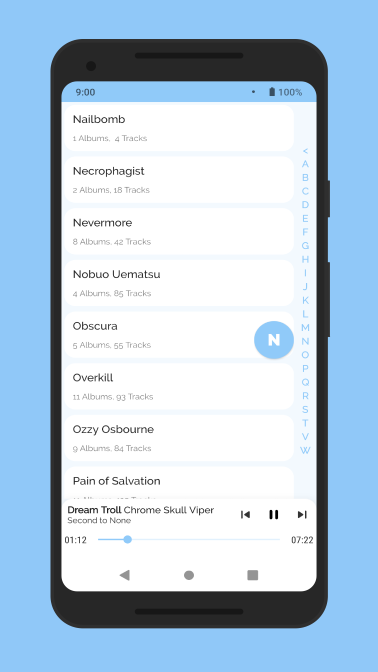 9:00 100%
Nailbomb
1 Albums, 4 Tracks
Necrophagist
2 Albums, 18 Tracks
Nevermore
8 Albums, 42 Tracks
Nobuo Uematsu
4 Albums, 85 Tracks
Obscura
5 Albums, 55 Tracks
Overkill
11 Albums, 93 Tracks
Ozzy Osbourne
9 Albums, 84 Tracks
Pain of Salvation
N
<
A
B
C
D
E
F
G
H
I
J
K
L
M
N
O
P
Q
R
S
T
V
W
Dream Troll Chrome Skull Viper
Second to None
01:12 07:22